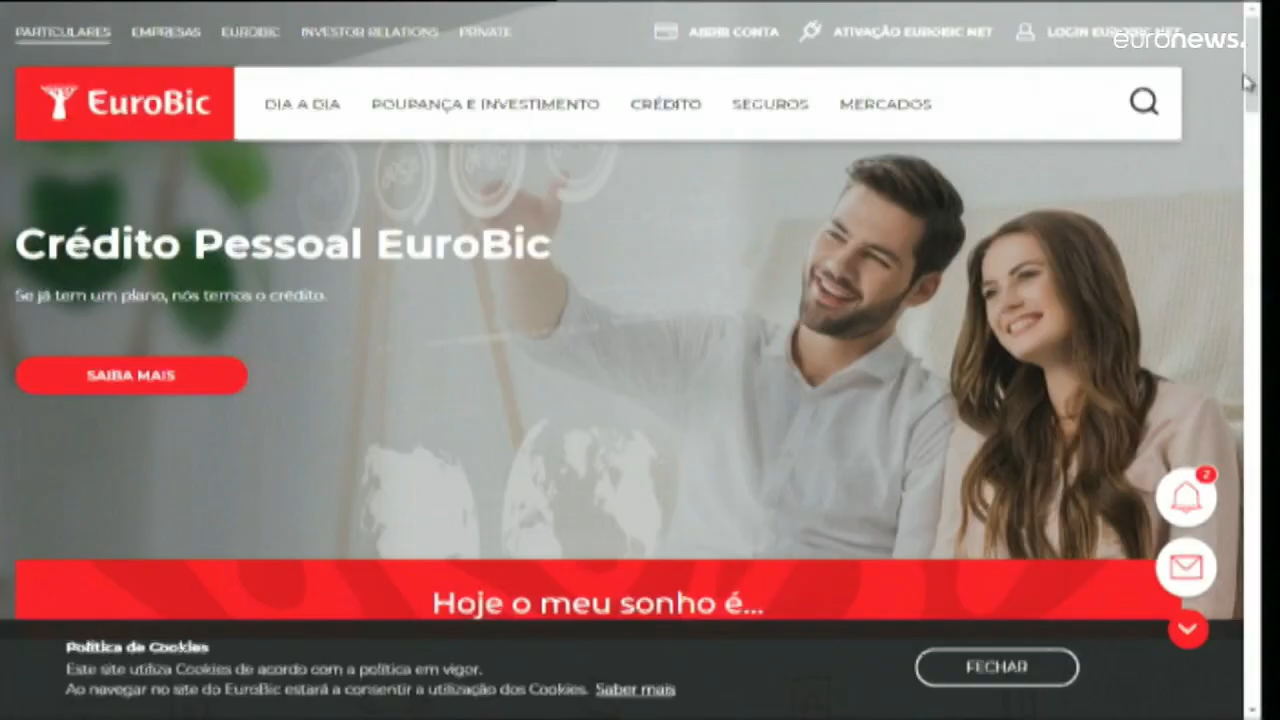 PARTICULARES EMPRESAS EUROBIC INVESTOR RELATIONS PRIVATE ABRIR CONTA ATIVAÇÃO EUROBIC NET LOGIN EUROBIC NET
euronews.
EuroBic DIA A DIA POUPANÇA E INVESTIMENTO CRÉDITO SEGUROS MERCADOS
Crédito Pessoal EuroBic
Se já tem um plano, nós temos o crédito.
SAIBA MAIS
2
Hoje o meu sonho é...
Política de Cookies
Este site utiliza Cookies de acordo com a política em vigor.
Ao navegar no site do EuroBic estará a consentir a utilização dos Cookies. Saber mais
FECHAR